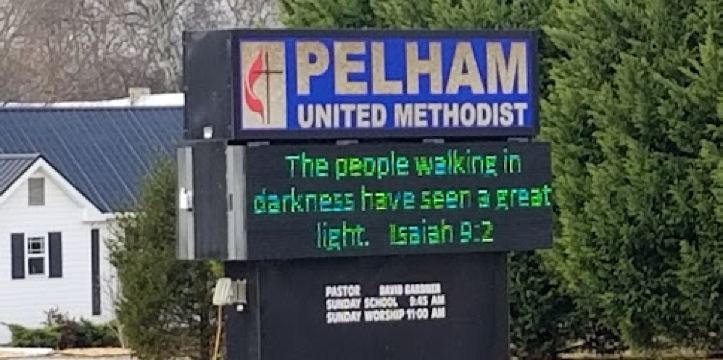 PELHAM
UNITED METHODIST
The people walking in
darkness have seen a great
light. Isaiah 9:2
PASTOR DAVID GARDNER
SUNDAY SCHOOL 9:45 AM
SUNDAY WORSHIP 11:00 AM